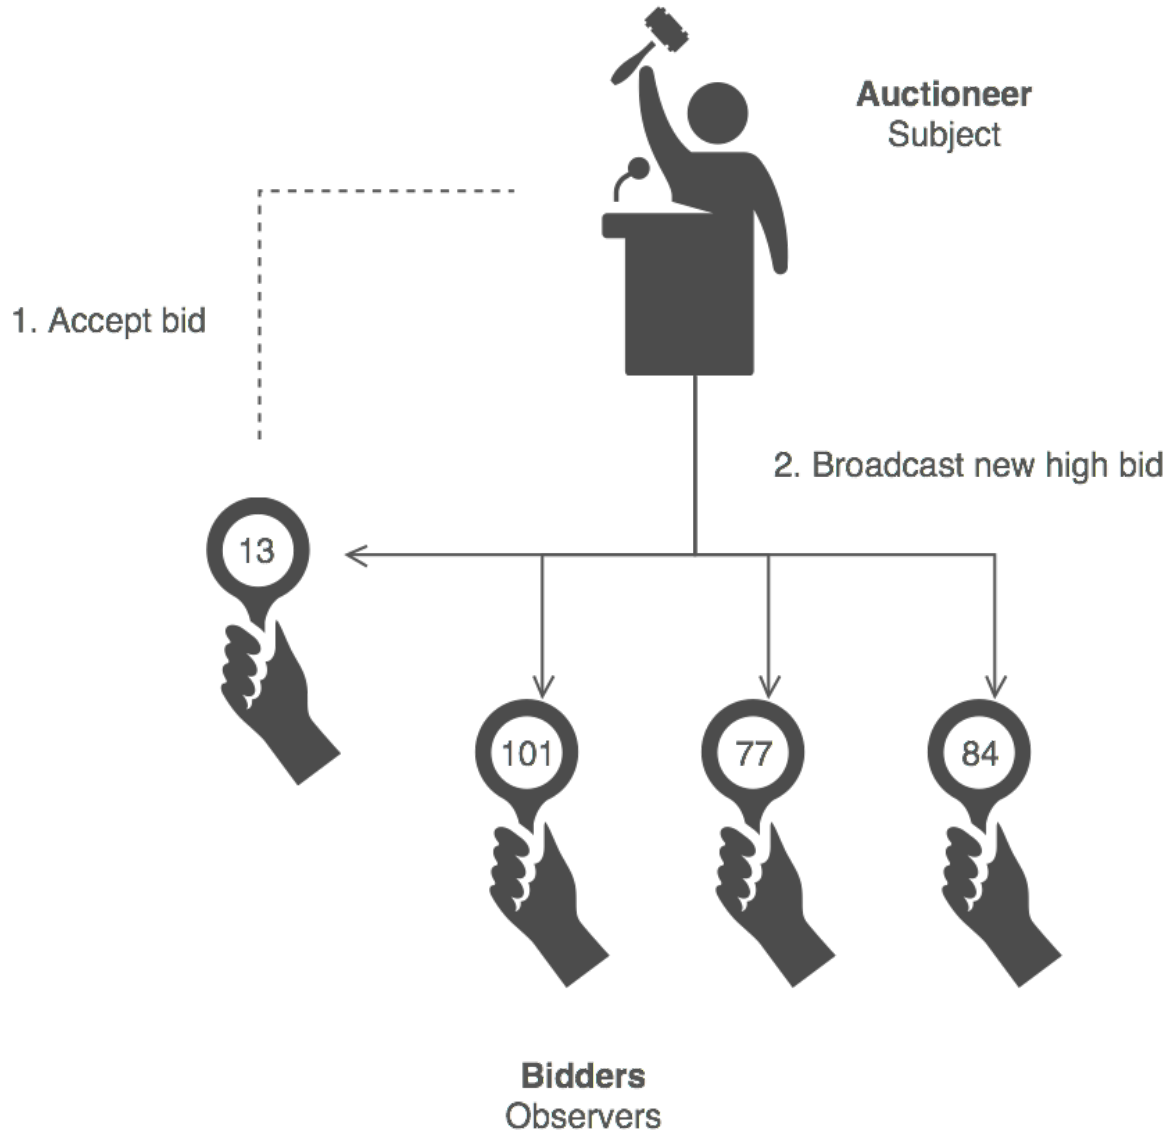 Auctioneer
Subject
1. Accept bid
2. Broadcast new high bid
13
101
77
84
Bidders
Observers